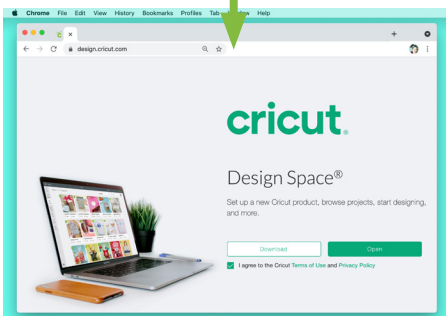 Chrome File Edit View History Bookmarks Profiles Tab Help
design.cricut.com
cricut.
Design Space®
Set up a new Cricut product, browse projects, start designing,
and more.
Download Open
I agree to the Cricut Terms of Use and Privacy Policy